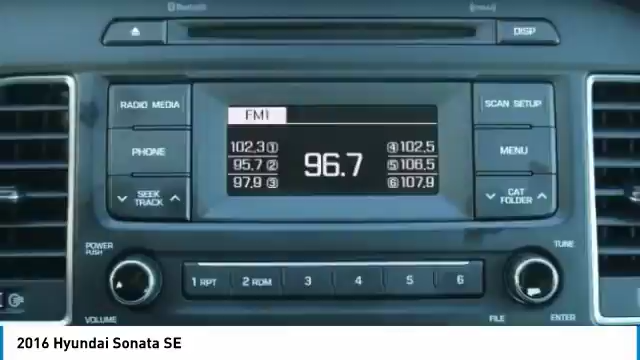 Bluetooth
DISP
RADIO MEDIA
PHONE
SEEK
TRACK
FM1
102.3 1
95.7 2
97.9 3
96.7
4 102.5
5 106.5
6 107.9
SCAN SETUP
MENU
CAT
FOLDER
POWER
PUSH
VOLUME
1 RPT 2 RDM 3 4 5 6
TUNE
FILE ENTER
2016 Hyundai Sonata SE